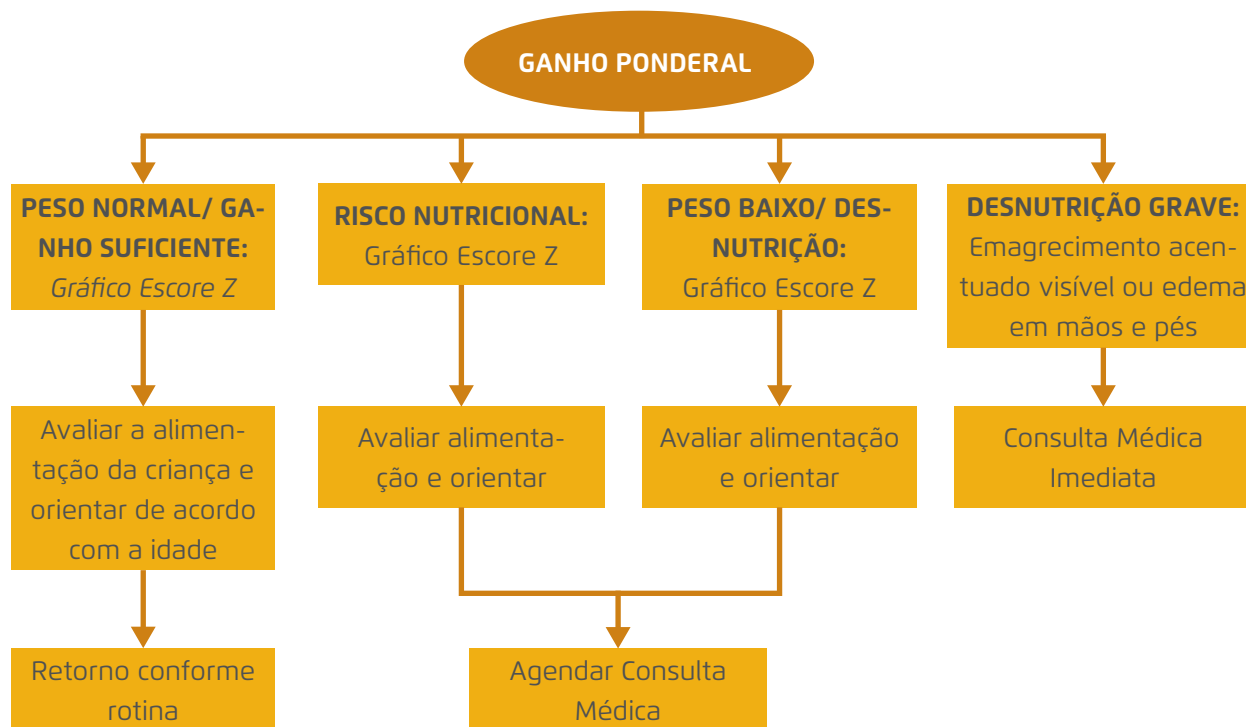 GANHO PONDERAL
PESO NORMAL/ GA-
NHO SUFICIENTE:
Gráfico Escore Z
RISCO NUTRICIONAL:
Gráfico Escore Z
PESO BAIXO/ DES-
NUTRIÇÃO:
Gráfico Escore Z
DESNUTRIÇÃO GRAVE:
Emagrecimento acen-
tuado visível ou edema
em mãos e pés
Avaliar a alimen-
tação da criança e
orientar de acordo
com a idade
Avaliar alimenta-
ção e orientar
Avaliar alimentação
e orientar
Consulta Médica
Imediata
Retorno conforme
rotina
Agendar Consulta
Médica